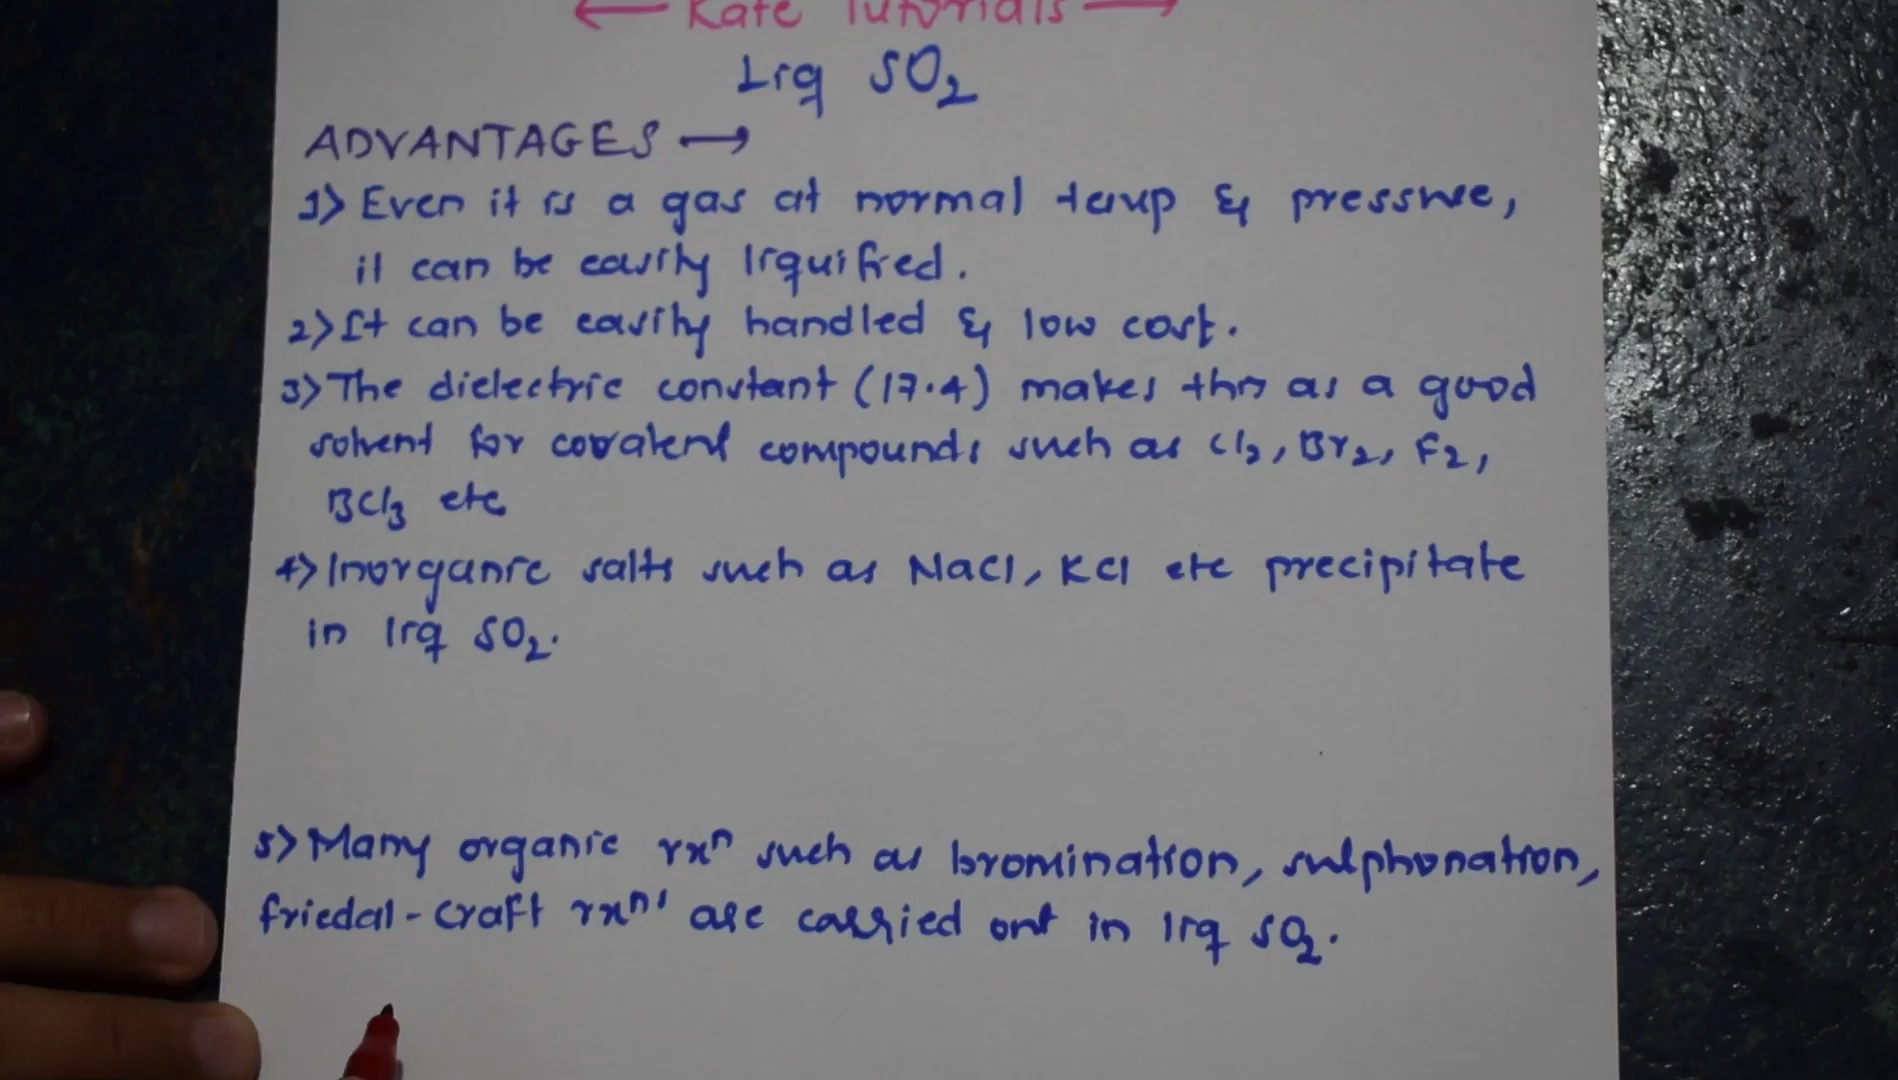 ← Kate Tutorials →
Liq SO₂
ADVANTAGES →
1) Even it is a gas at normal temp & pressure,
it can be easily liquified.
2) It can be easily handled & low cost.
3) The dielectric constant (17.4) makes this as a good
solvent for covalent compounds such as Cl₂, Br₂, F₂,
BCl₃ etc
4) Inorganic salts such as NaCl, KCl etc precipitate
in liq SO₂.
5) Many organic rxⁿ such as bromination, sulphonation,
friedal-craft rxⁿˢ are carried out in liq SO₂.